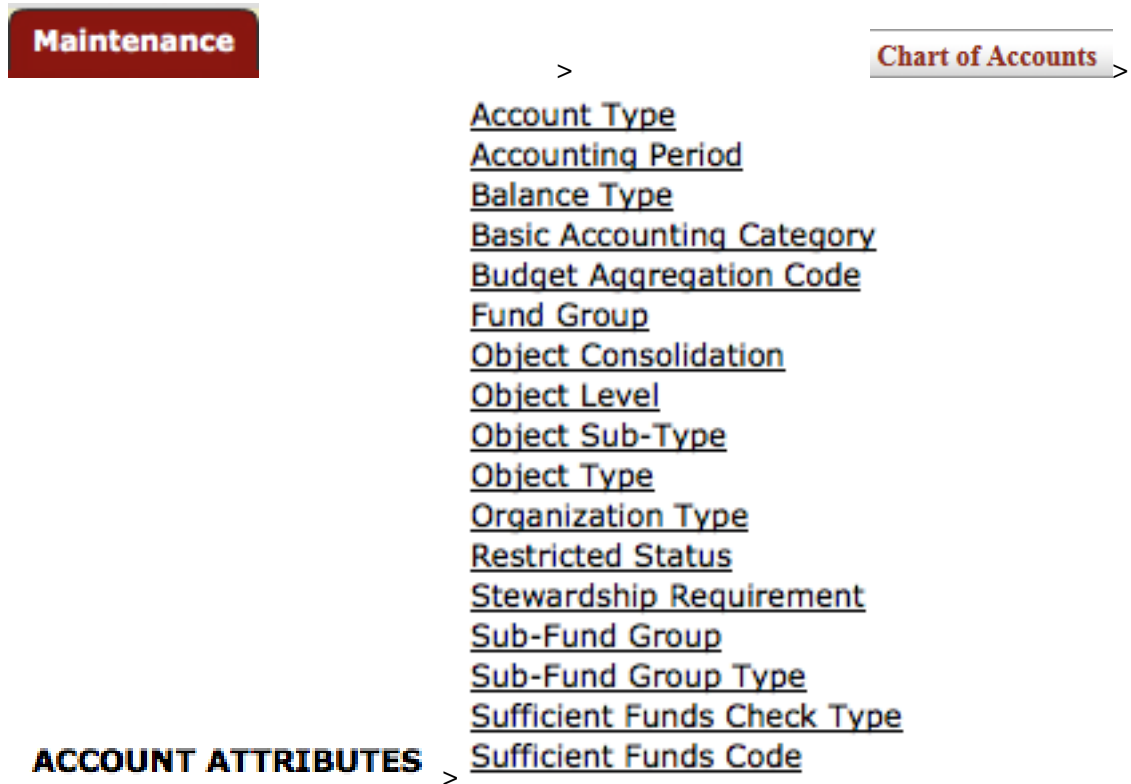 Maintenance > Chart of Accounts >
Account Type
Accounting Period
Balance Type
Basic Accounting Category
Budget Aggregation Code
Fund Group
Object Consolidation
Object Level
Object Sub-Type
Object Type
Organization Type
Restricted Status
Stewardship Requirement
Sub-Fund Group
Sub-Fund Group Type
Sufficient Funds Check Type
ACCOUNT ATTRIBUTES > Sufficient Funds Code